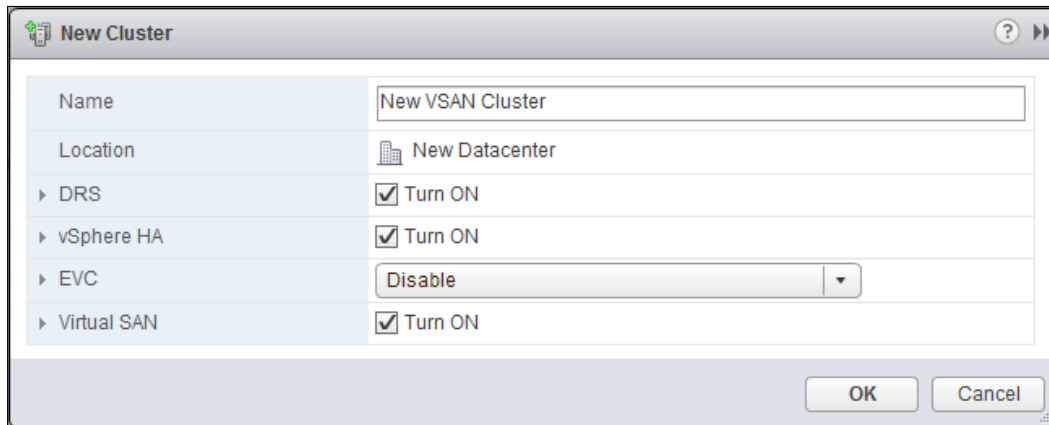 New Cluster ?
Name New VSAN Cluster
Location New Datacenter
DRS Turn ON
vSphere HA Turn ON
EVC Disable
Virtual SAN Turn ON
OK Cancel